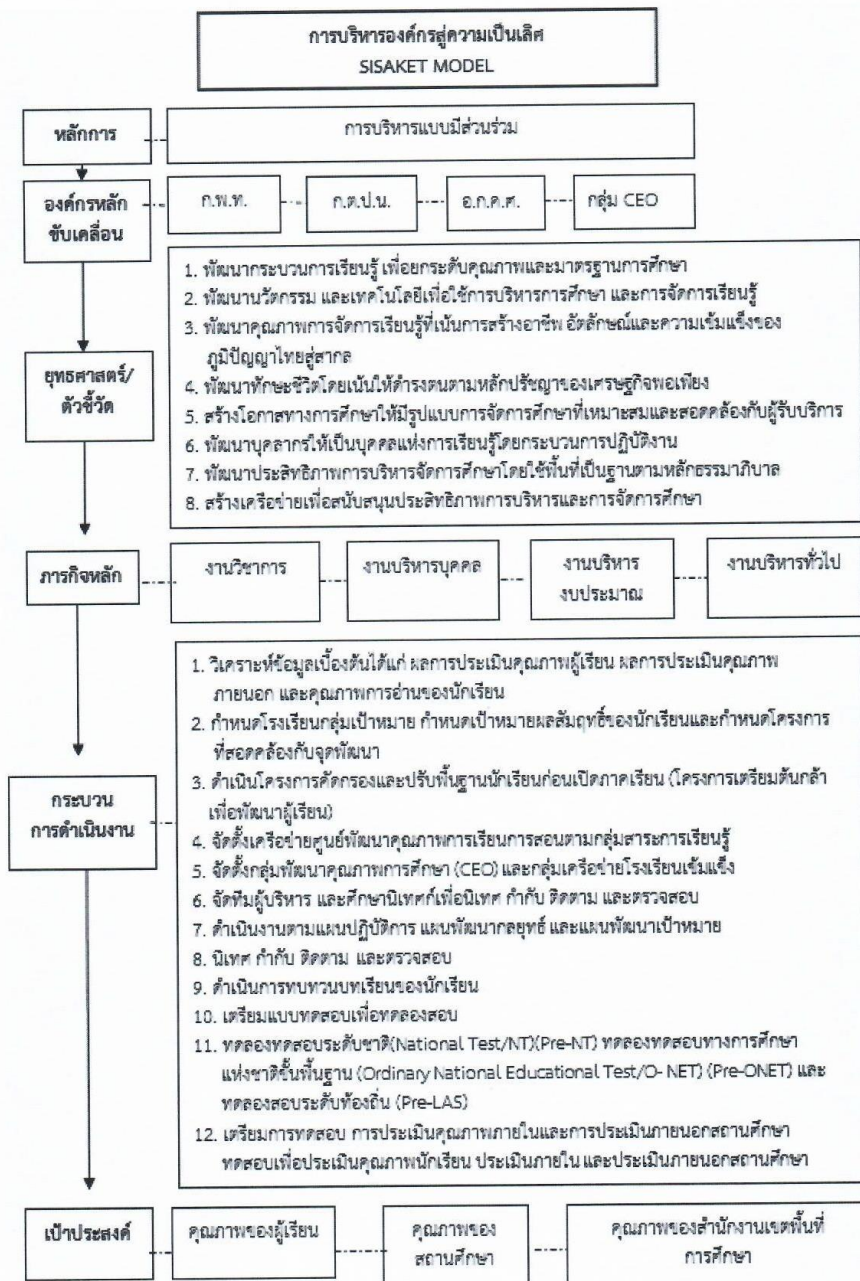 การบริหารองค์กรสู่ความเป็นเลิศ
SISAKET MODEL
หลักการ
การบริหารแบบมีส่วนร่วม
องค์กรหลัก
ขับเคลื่อน
ก.พ.ท.
ก.ต.ป.น.
อ.ก.ค.ศ.
กลุ่ม CEO
ยุทธศาสตร์/
ตัวชี้วัด
1. พัฒนากระบวนการเรียนรู้ เพื่อยกระดับคุณภาพและมาตรฐานการศึกษา
2. พัฒนานวัตกรรม และเทคโนโลยีเพื่อใช้การบริหารการศึกษา และการจัดการเรียนรู้
3. พัฒนาคุณภาพการจัดการเรียนรู้ที่เน้นการสร้างอาชีพ อัตลักษณ์และความเข้มแข็งของ
ภูมิปัญญาไทยสู่สากล
4. พัฒนาทักษะชีวิตโดยเน้นให้ดำรงตนตามหลักปรัชญาของเศรษฐกิจพอเพียง
5. สร้างโอกาสทางการศึกษาให้มีรูปแบบการจัดการศึกษาที่เหมาะสมและสอดคล้องกับผู้รับบริการ
6. พัฒนาบุคลากรให้เป็นบุคคลแห่งการเรียนรู้โดยกระบวนการปฏิบัติงาน
7. พัฒนาประสิทธิภาพการบริหารจัดการศึกษาโดยใช้พื้นที่เป็นฐานตามหลักธรรมาภิบาล
8. สร้างเครือข่ายเพื่อสนับสนุนประสิทธิภาพการบริหารและการจัดการศึกษา
ภารกิจหลัก
งานวิชาการ
งานบริหารบุคคล
งานบริหาร
งบประมาณ
งานบริหารทั่วไป
กระบวน
การดำเนินงาน
1. วิเคราะห์ข้อมูลเบื้องต้นได้แก่ ผลการประเมินคุณภาพผู้เรียน ผลการประเมินคุณภาพ
ภายนอก และคุณภาพการอ่านของนักเรียน
2. กำหนดโรงเรียนกลุ่มเป้าหมาย กำหนดเป้าหมายผลสัมฤทธิ์ของนักเรียนและกำหนดโครงการ
ที่สอดคล้องกับจุดพัฒนา
3. ดำเนินโครงการคัดกรองและปรับพื้นฐานนักเรียนก่อนเปิดภาคเรียน (โครงการเตรียมต้นกล้า
เพื่อพัฒนาผู้เรียน)
4. จัดตั้งเครือข่ายศูนย์พัฒนาคุณภาพการเรียนการสอนตามกลุ่มสาระการเรียนรู้
5. จัดตั้งกลุ่มพัฒนาคุณภาพการศึกษา (CEO) และกลุ่มเครือข่ายโรงเรียนเข้มแข็ง
6. จัดทีมผู้บริหาร และศึกษานิเทศก์เพื่อนิเทศ กำกับ ติดตาม และตรวจสอบ
7. ดำเนินงานตามแผนปฏิบัติการ แผนพัฒนากลยุทธ์ และแผนพัฒนาเป้าหมาย
8. นิเทศ กำกับ ติดตาม และตรวจสอบ
9. ดำเนินการทบทวนบทเรียนของนักเรียน
10. เตรียมแบบทดสอบเพื่อทดลองสอบ
11. ทดลองทดสอบระดับชาติ(National Test/NT)(Pre-NT) ทดลองทดสอบทางการศึกษา
แห่งชาติขั้นพื้นฐาน (Ordinary National Educational Test/O- NET) (Pre-ONET) และ
ทดลองสอบระดับท้องถิ่น (Pre-LAS)
12. เตรียมการทดสอบ การประเมินคุณภาพภายในและการประเมินภายนอกสถานศึกษา
ทดสอบเพื่อประเมินคุณภาพนักเรียน ประเมินภายใน และประเมินภายนอกสถานศึกษา
เป้าประสงค์
คุณภาพของผู้เรียน
คุณภาพของ
สถานศึกษา
คุณภาพของสำนักงานเขตพื้นที่
การศึกษา